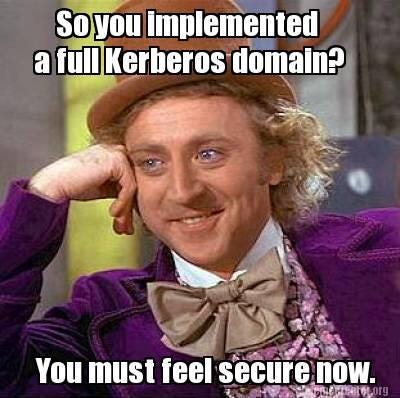 So you implemented
a full Kerberos domain?
You must feel secure now.